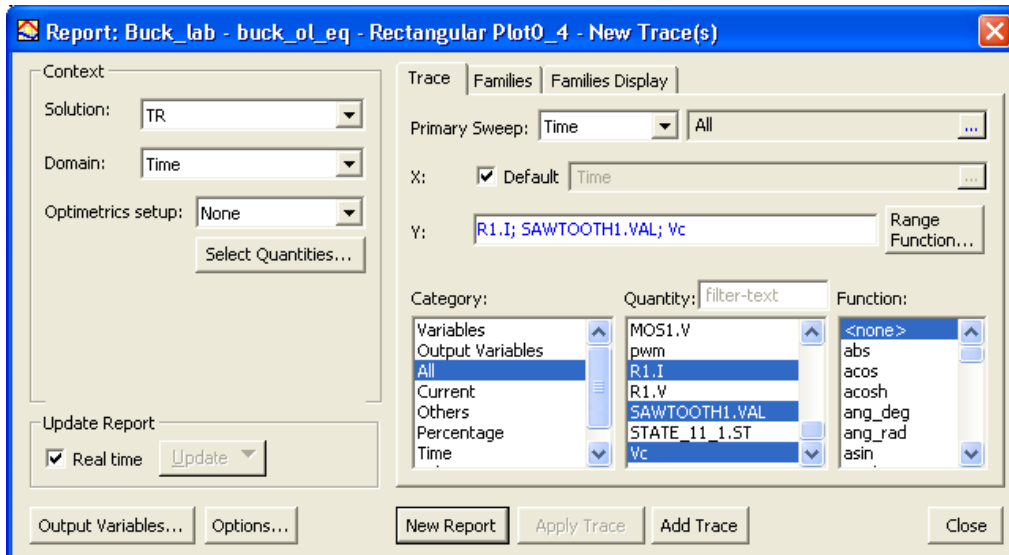 Report: Buck_lab - buck_ol_eq - Rectangular Plot0_4 - New Trace(s)
Context
Solution: TR
Domain: Time
Optimetrics setup: None
Select Quantities...
Update Report
Real time Update
Output Variables... Options...
Trace Families Families Display
Primary Sweep: Time All ...
X: Default Time ...
Y: R1.I; SAWTOOTH1.VAL; Vc Range Function...
Category:
Variables
Output Variables
All
Current
Others
Percentage
Time
Quantity: filter-text
MOS1.V
pwm
R1.I
R1.V
SAWTOOTH1.VAL
STATE_11_1.ST
Vc
Function:
<none>
abs
acos
acosh
ang_deg
ang_rad
asin
New Report Apply Trace Add Trace Close